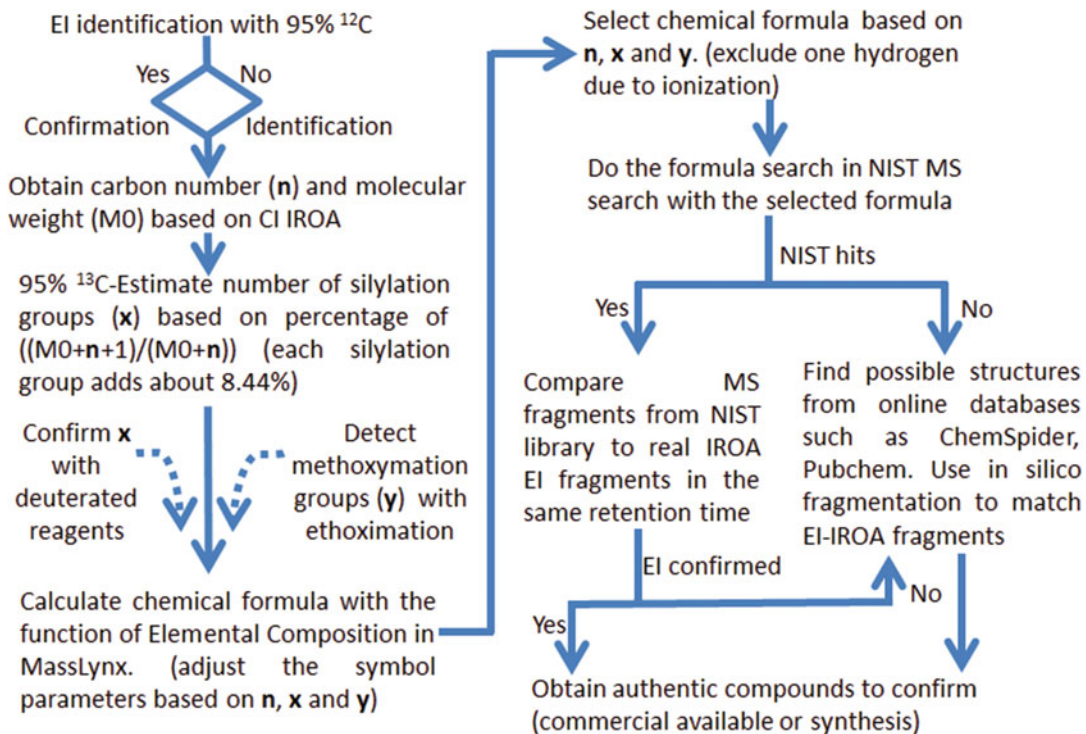 EI identification with 95% ¹²C
Yes
No
Confirmation
Identification
Obtain carbon number (n) and molecular
weight (M0) based on CI IROA
95% ¹³C-Estimate number of silylation
groups (x) based on percentage of
((M0+n+1)/(M0+n)) (each silylation
group adds about 8.44%)
Confirm x
with
deuterated
reagents
Detect
methoxymation
groups (y) with
ethoximation
Calculate chemical formula with the
function of Elemental Composition in
MassLynx. (adjust the symbol
parameters based on n, x and y)
Select chemical formula based on
n, x and y. (exclude one hydrogen
due to ionization)
Do the formula search in NIST MS
search with the selected formula
NIST hits
Yes
No
Compare MS
fragments from NIST
library to real IROA
EI fragments in the
same retention time
Find possible structures
from online databases
such as ChemSpider,
Pubchem. Use in silico
fragmentation to match
EI-IROA fragments
EI confirmed
Yes
No
Obtain authentic compounds to confirm
(commercial available or synthesis)